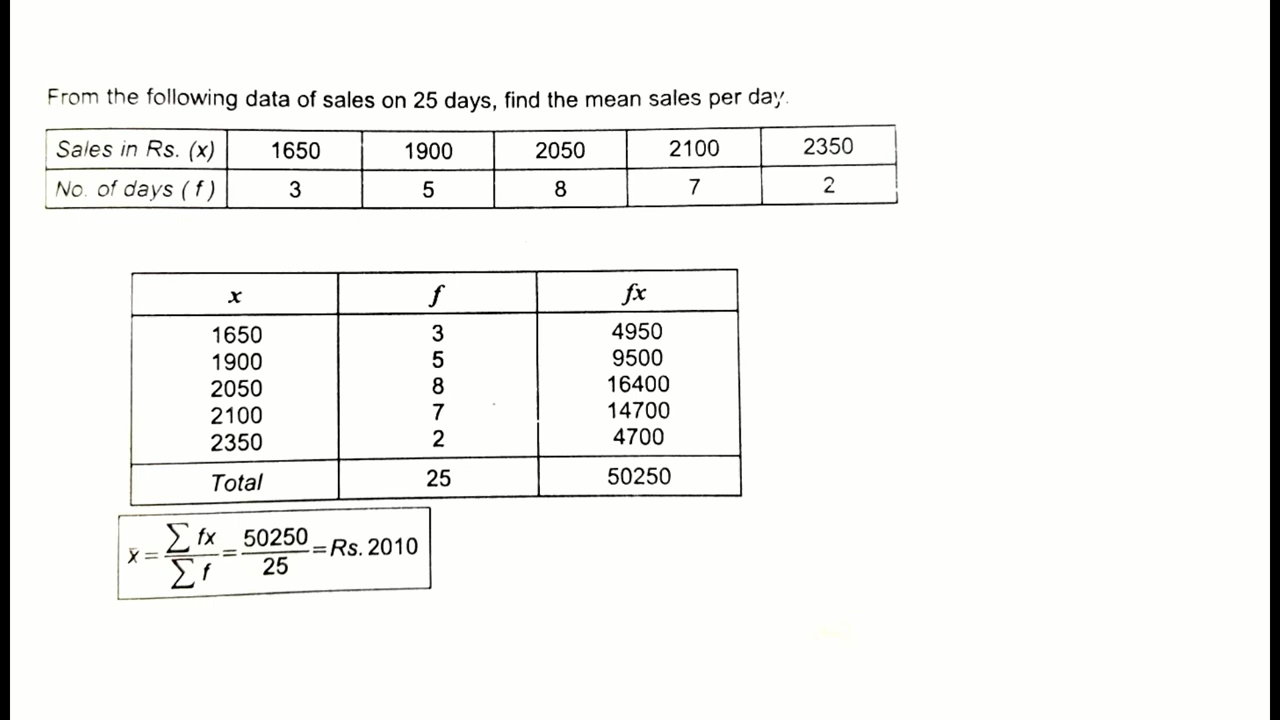 From the following data of sales on 25 days, find the mean sales per day.
Sales in Rs. (x) 1650 1900 2050 2100 2350
No. of days ( f ) 3 5 8 7 2
x f fx
1650 3 4950
1900 5 9500
2050 8 16400
2100 7 14700
2350 2 4700
Total 25 50250
x̄ = ∑ fx / ∑ f = 50250 / 25 = Rs. 2010